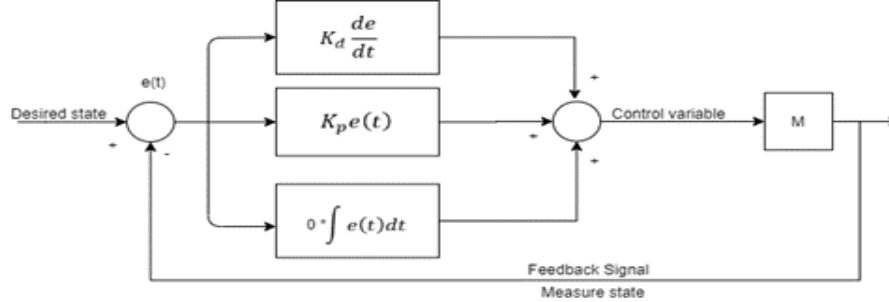 K_d de/dt
e(t)
Desired state
+
-
K_p e(t)
+
+
+
Control variable
M
0 * ∫ e(t)dt
Feedback Signal
Measure state